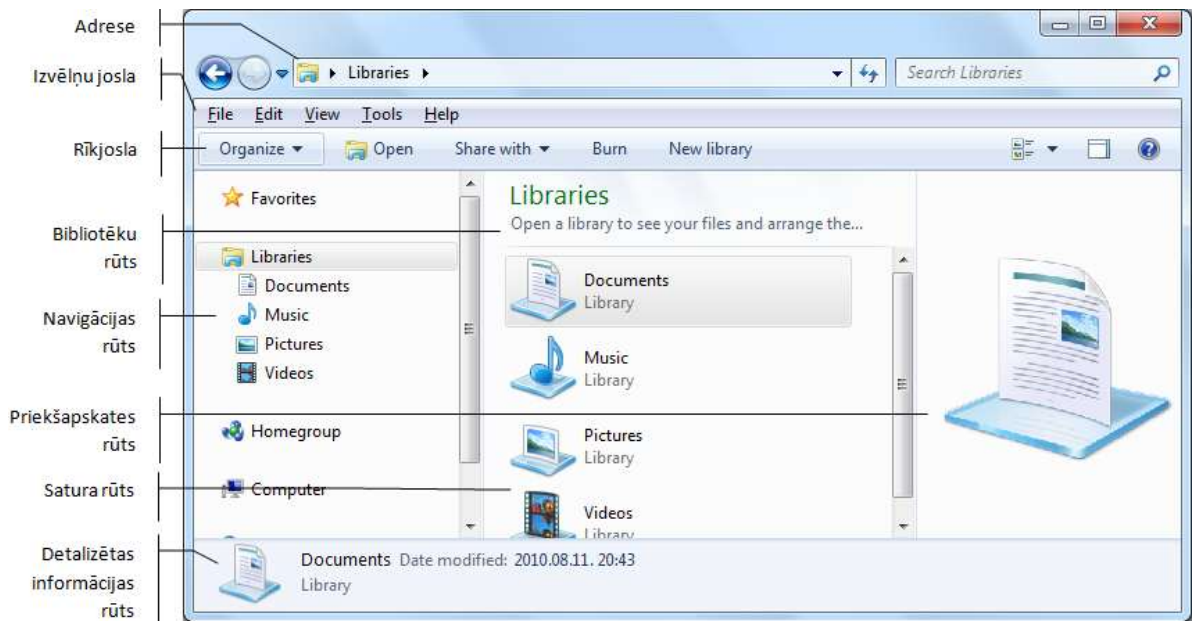 Adrese
Izvēlņu josla
Rīkjosla
Bibliotēku
rūts
Navigācijas
rūts
Priekšapskates
rūts
Satura rūts
Detalizētas
informācijas
rūts
Libraries
Search Libraries
File Edit View Tools Help
Organize Open Share with Burn New library
Favorites
Libraries
Documents
Music
Pictures
Videos
Homegroup
Computer
Libraries
Open a library to see your files and arrange the...
Documents
Library
Music
Library
Pictures
Library
Videos
Library
Documents Date modified: 2010.08.11. 20:43
Library